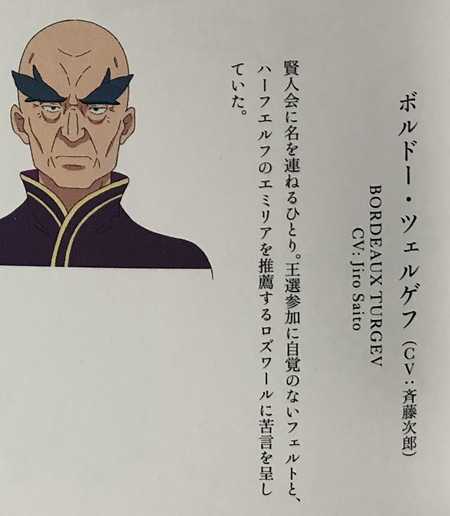 ボルドー・ツェルゲフ（CV：斉藤次郎）
BORDEAUX TURGEV
CV: Jiro Saito
賢人会に名を連ねるひとり。王選参加に自覚のないフェルトと、
ハーフエルフのエミリアを推薦するロズワールに苦言を呈し
ていた。